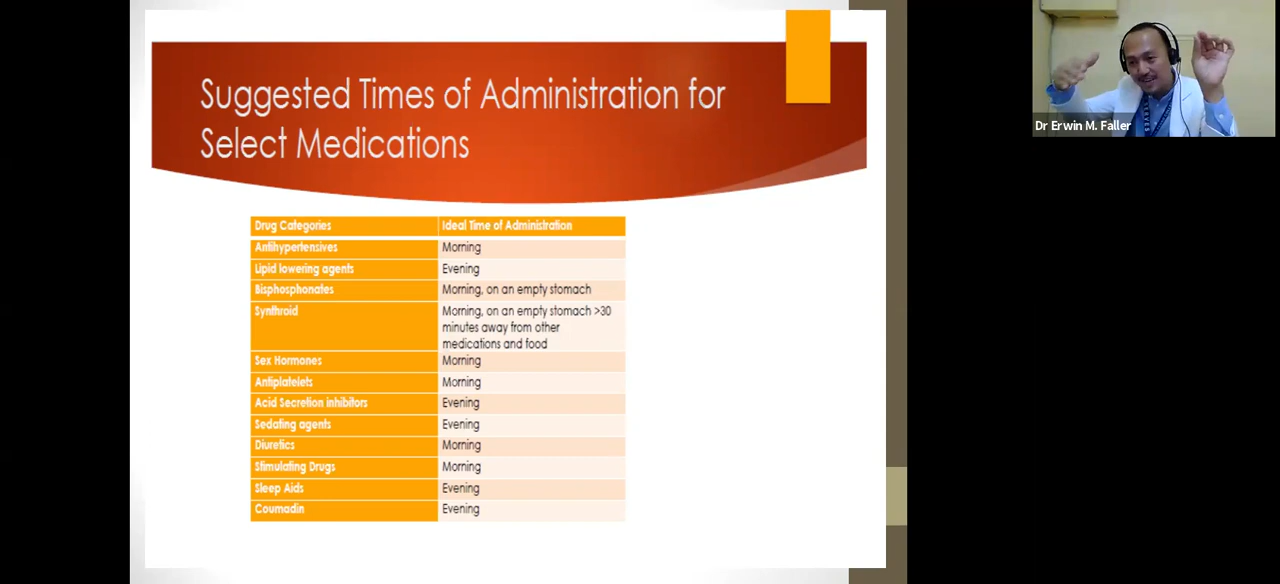 Suggested Times of Administration for
Select Medications
Drug Categories Ideal Time of Administration
Antihypertensives Morning
Lipid lowering agents Evening
Bisphosphonates Morning, on an empty stomach
Synthroid Morning, on an empty stomach >30
minutes away from other
medications and food
Sex Hormones Morning
Antiplatelets Morning
Acid Secretion inhibitors Evening
Sedating agents Evening
Diuretics Morning
Stimulating Drugs Morning
Sleep Aids Evening
Coumadin Evening
Dr Erwin M. Faller